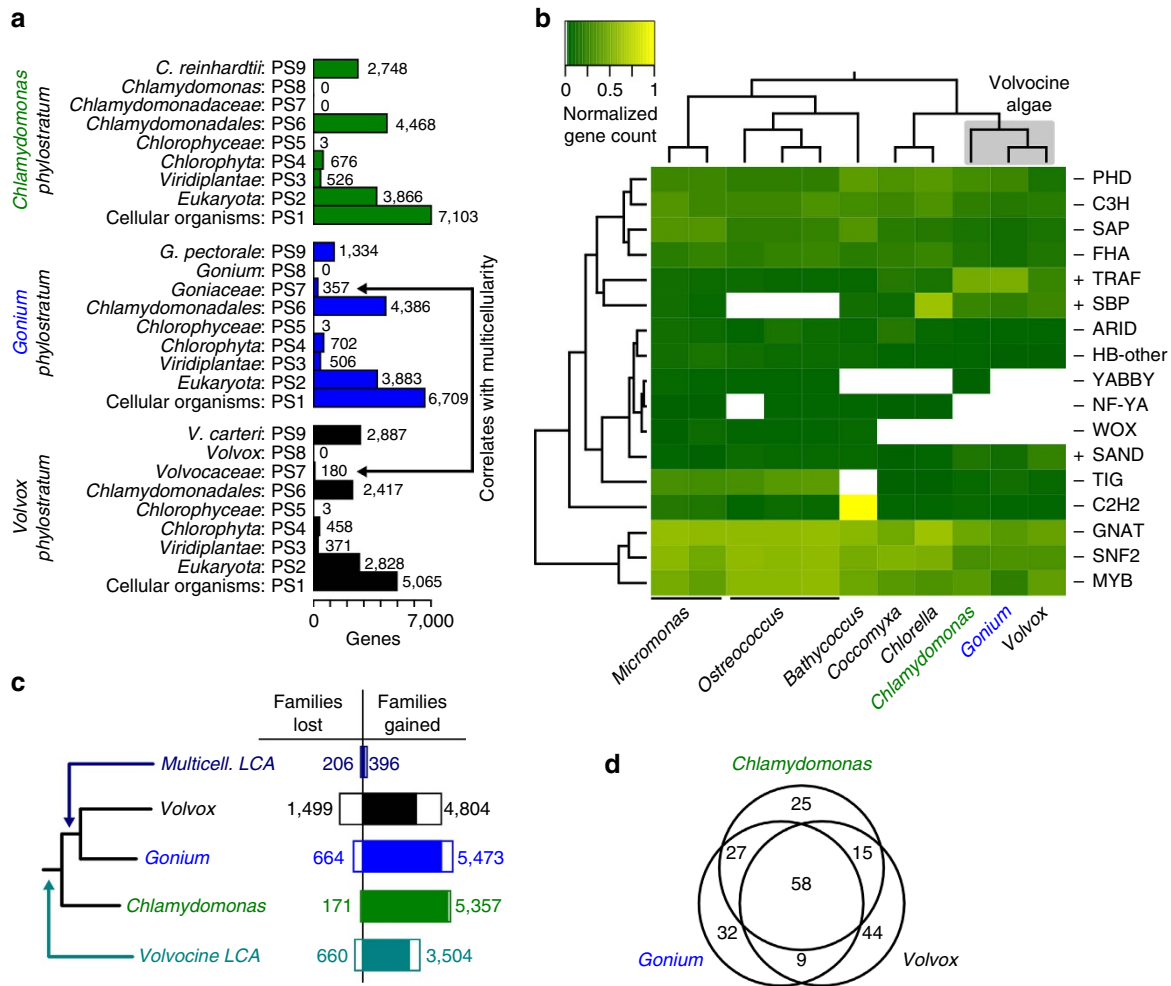 a
Chlamydomonas phylostratum
C. reinhardtii: PS9 2,748
Chlamydomonas: PS8 0
Chlamydomonadaceae: PS7 0
Chlamydomonadales: PS6 4,468
Chlorophyceae: PS5 3
Chlorophyta: PS4 676
Viridiplantae: PS3 526
Eukaryota: PS2 3,866
Cellular organisms: PS1 7,103
Gonium phylostratum
G. pectorale: PS9 1,334
Gonium: PS8 0
Goniaceae: PS7 357
Chlamydomonadales: PS6 4,386
Chlorophyceae: PS5 3
Chlorophyta: PS4 702
Viridiplantae: PS3 506
Eukaryota: PS2 3,883
Cellular organisms: PS1 6,709
Volvox phylostratum
V. carteri: PS9 2,887
Volvox: PS8 0
Volvocaceae: PS7 180
Chlamydomonadales: PS6 2,417
Chlorophyceae: PS5 3
Chlorophyta: PS4 458
Viridiplantae: PS3 371
Eukaryota: PS2 2,828
Cellular organisms: PS1 5,065
Correlates with multicellularity
0 7,000
Genes
b
0 0.5 1
Normalized
gene count
Volvocine
algae
– PHD
– C3H
– SAP
– FHA
+ TRAF
+ SBP
– ARID
– HB-other
– YABBY
– NF-YA
– WOX
+ SAND
– TIG
– C2H2
– GNAT
– SNF2
– MYB
Micromonas
Ostreococcus
Bathycoccus
Coccomyxa
Chlorella
Chlamydomonas
Gonium
Volvox
c
Families lost
Families gained
Multicell. LCA 206 396
Volvox 1,499 4,804
Gonium 664 5,473
Chlamydomonas 171 5,357
Volvocine LCA 660 3,504
d
Chlamydomonas
25
27 15
58
32 44
9
Gonium Volvox